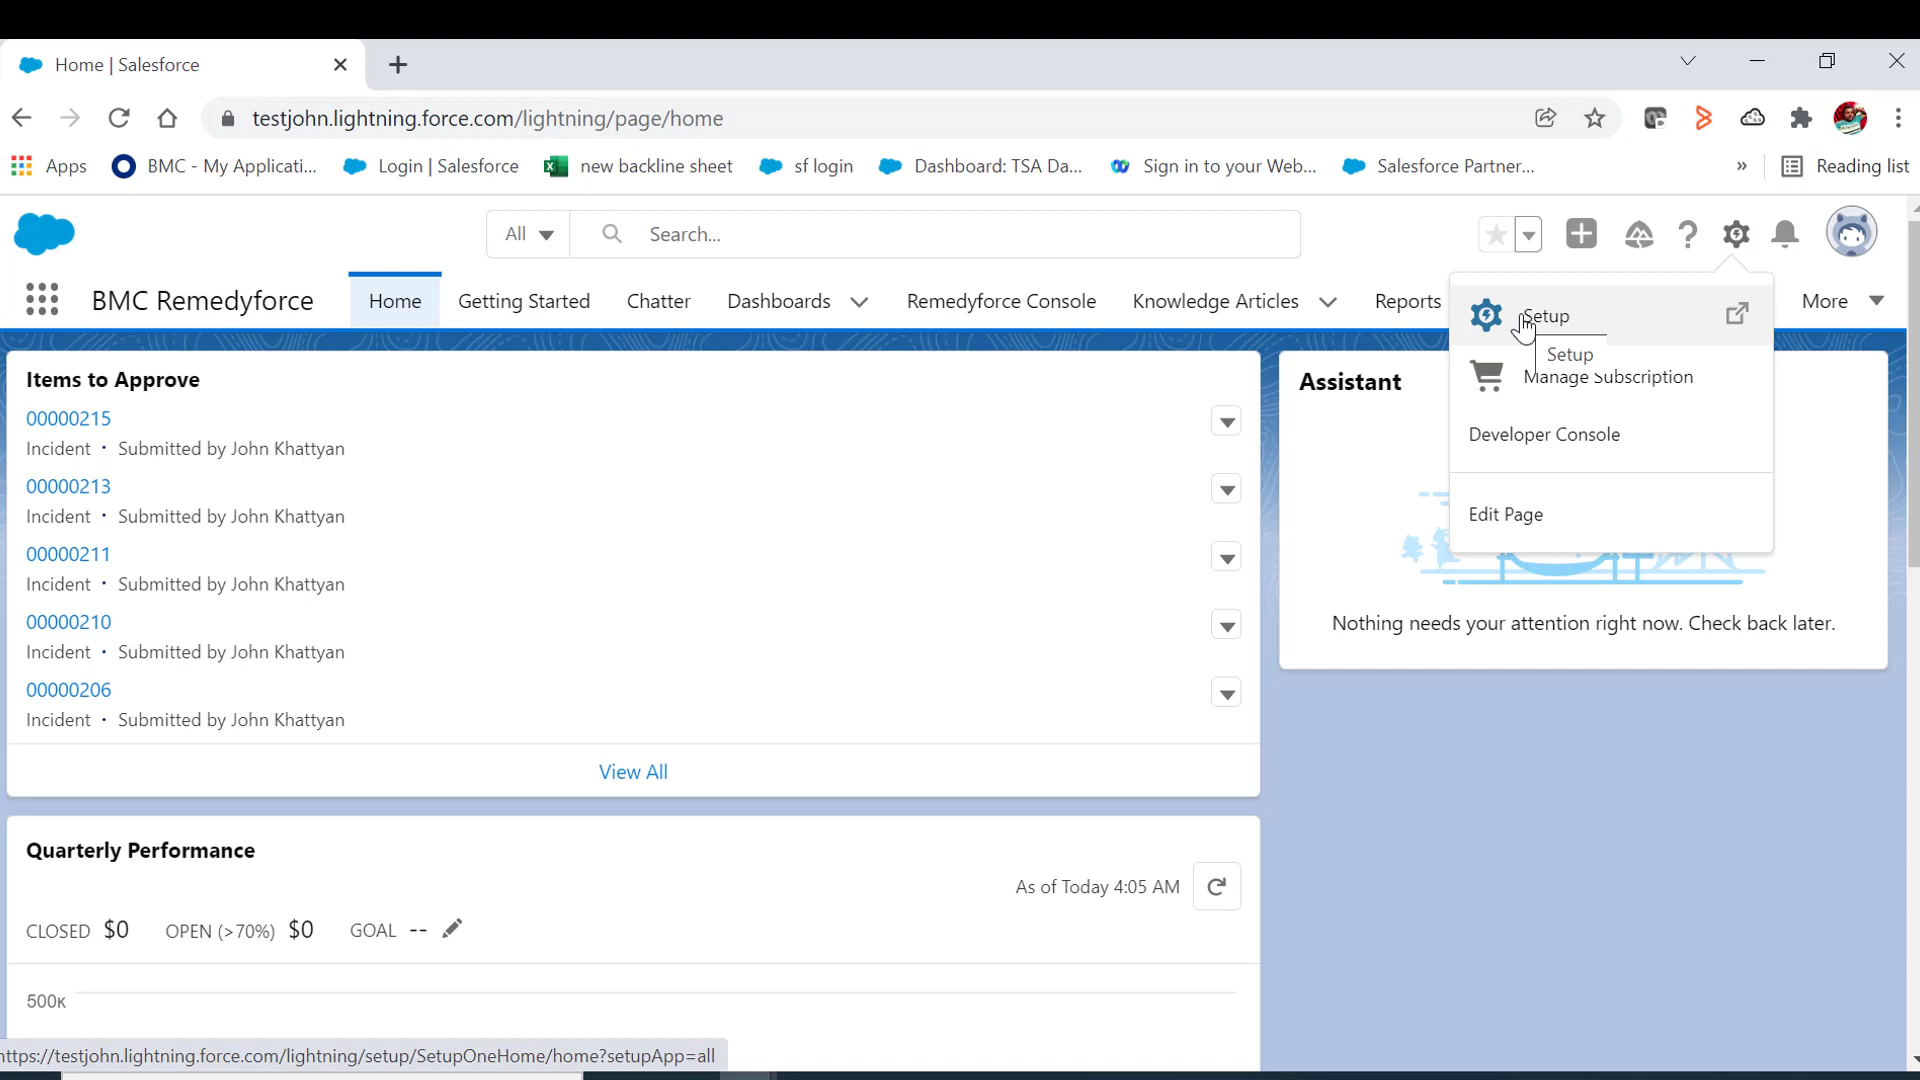 Home | Salesforce
testjohn.lightning.force.com/lightning/page/home
Apps BMC - My Applicati... Login | Salesforce new backline sheet sf login Dashboard: TSA Da... Sign in to your Web... Salesforce Partner... » Reading list
All Search...
BMC Remedyforce Home Getting Started Chatter Dashboards Remedyforce Console Knowledge Articles Reports More
Setup
Setup
Manage Subscription
Developer Console
Edit Page
Items to Approve
00000215
Incident • Submitted by John Khattyan
00000213
Incident • Submitted by John Khattyan
00000211
Incident • Submitted by John Khattyan
00000210
Incident • Submitted by John Khattyan
00000206
Incident • Submitted by John Khattyan
View All
Assistant
Nothing needs your attention right now. Check back later.
Quarterly Performance
As of Today 4:05 AM
CLOSED $0 OPEN (>70%) $0 GOAL --
500K
https://testjohn.lightning.force.com/lightning/setup/SetupOneHome/home?setupApp=all